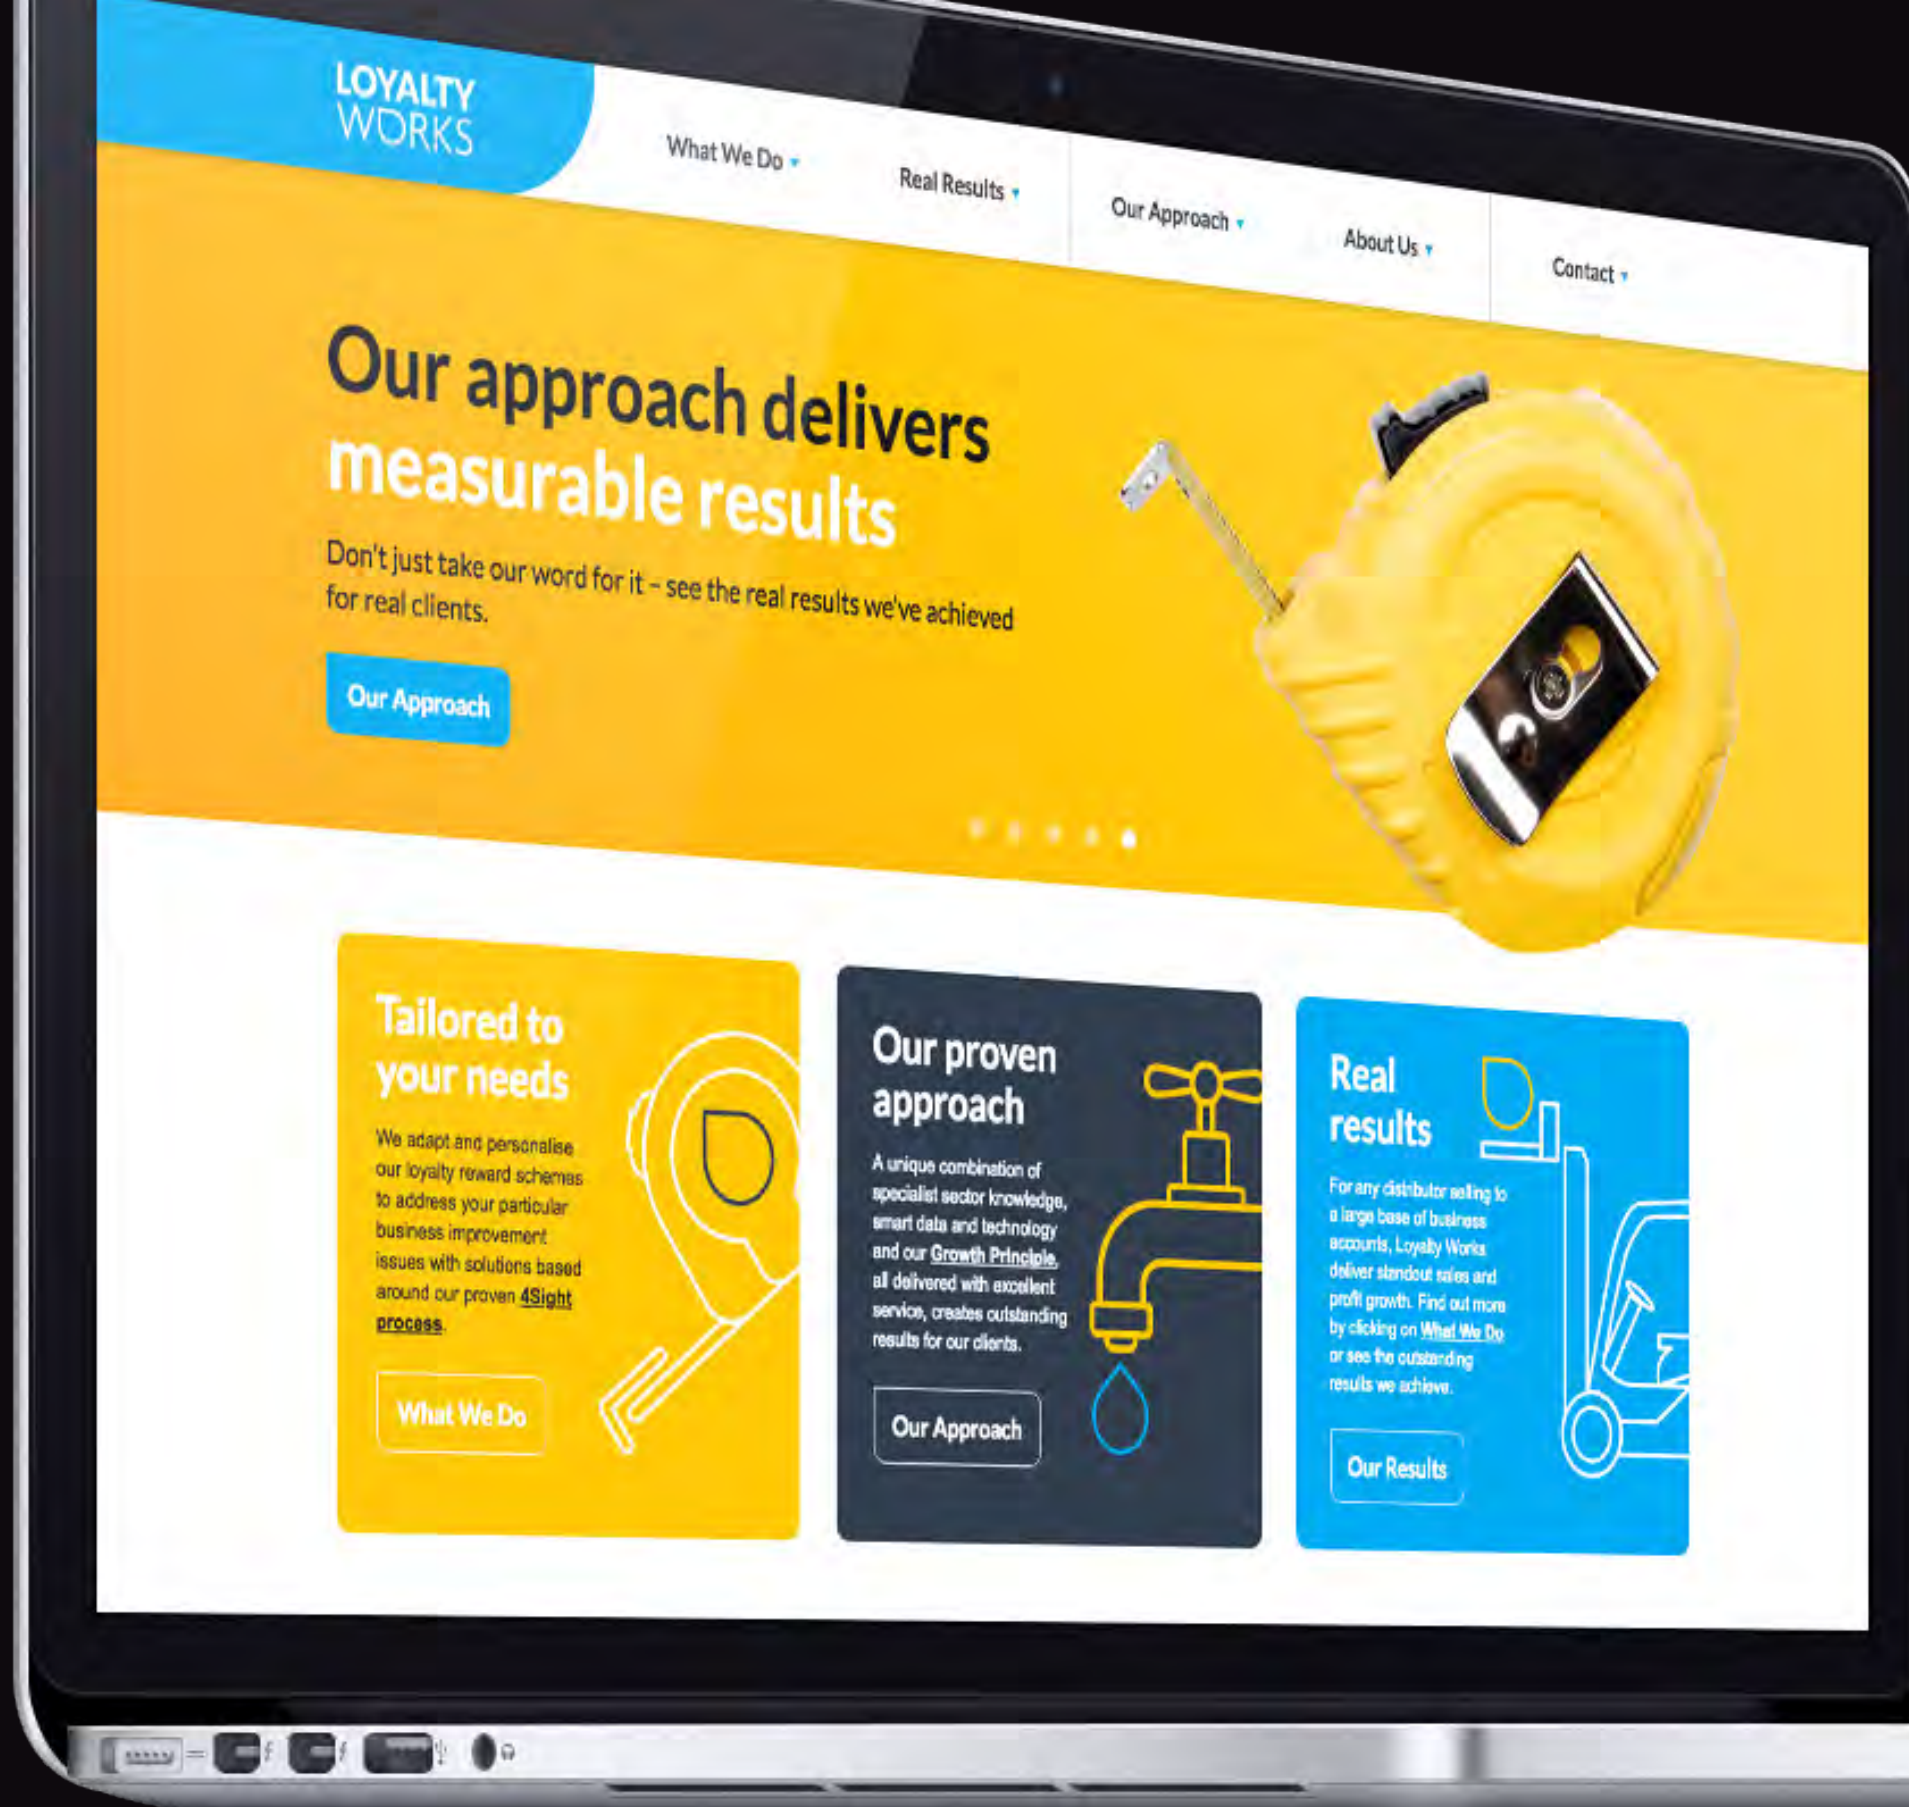 LOYALTY
WORKS
What We Do
Real Results
Our Approach
About Us
Contact
Our approach delivers
measurable results
Don't just take our word for it – see the real results we've achieved
for real clients.
Our Approach
Tailored to
your needs
We adapt and personalise
our loyalty reward schemes
to address your particular
business improvement
issues with solutions based
around our proven 4Sight
process.
What We Do
Our proven
approach
A unique combination of
specialist sector knowledge,
smart data and technology
and our Growth Principle,
all delivered with excellent
service, creates outstanding
results for our clients.
Our Approach
Real
results
For any distributor selling to
a large base of business
accounts, Loyalty Works
deliver standout sales and
profit growth. Find out more
by clicking on What We Do
or see the outstanding
results we achieve.
Our Results